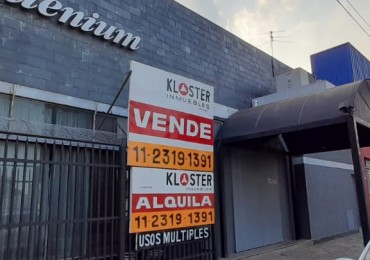 lenium
KLOSTER
INMUEBLES
VENDE
11-2319-1391
KLOSTER
INMUEBLES
ALQUILA
11 2319-1391
USOS MULTIPLES